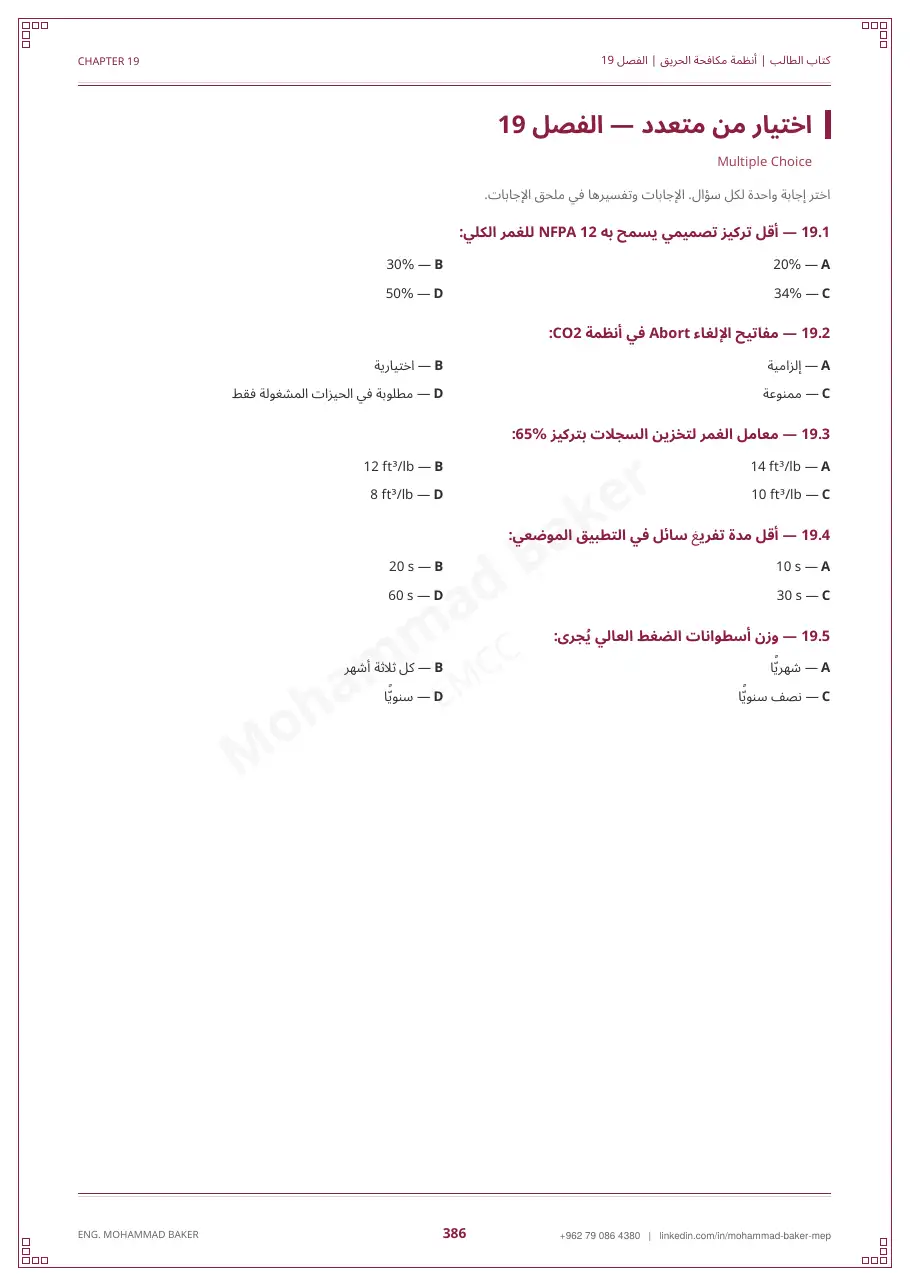 كتاب الطالب | أنظمة مكافحة الحريق | الفصل 19
CHAPTER 19
اختيار من متعدد — الفصل 19
Multiple Choice
اختر إجابة واحدة لكل سؤال. الإجابات وتفسيرها في ملحق الإجابات.
19.1 — أقل تركيز تصميمي يسمح به NFPA 12 للغمر الكلي:
A — 20%
B — 30%
C — 34%
D — 50%
19.2 — مفاتيح الإلغاء Abort في أنظمة CO2:
A — إلزامية
B — اختيارية
C — ممنوعة
D — مطلوبة في الحيزات المشغولة فقط
19.3 — معامل الغمر لتخزين السجلات بتركيز 65%:
A — 14 ft³/lb
B — 12 ft³/lb
C — 10 ft³/lb
D — 8 ft³/lb
19.4 — أقل مدة تفريغ سائل في التطبيق الموضعي:
A — 10 s
B — 20 s
C — 30 s
D — 60 s
19.5 — وزن أسطوانات الضغط العالي يُجرى:
A — شهريًّا
B — كل ثلاثة أشهر
C — نصف سنويًّا
D — سنويًّا
Mohammad Baker
EMCC
ENG. MOHAMMAD BAKER
386
+962 79 086 4380 | linkedin.com/in/mohammad-baker-mep